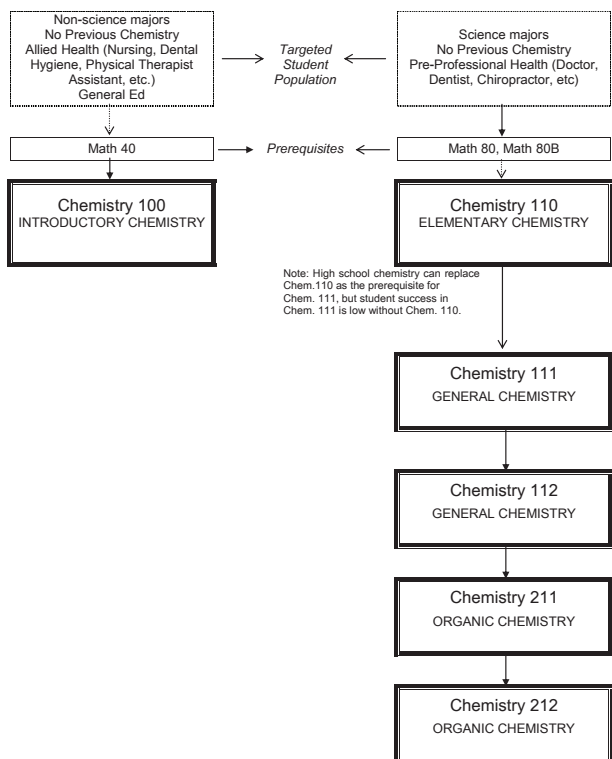 Non-science majors
No Previous Chemistry
Allied Health (Nursing, Dental
Hygiene, Physical Therapist
Assistant, etc.)
General Ed
Targeted
Student
Population
Science majors
No Previous Chemistry
Pre-Professional Health (Doctor,
Dentist, Chiropractor, etc)
Math 40
Prerequisites
Math 80, Math 80B
Chemistry 100
INTRODUCTORY CHEMISTRY
Chemistry 110
ELEMENTARY CHEMISTRY
Note: High school chemistry can replace
Chem.110 as the prerequisite for
Chem. 111, but student success in
Chem. 111 is low without Chem. 110.
Chemistry 111
GENERAL CHEMISTRY
Chemistry 112
GENERAL CHEMISTRY
Chemistry 211
ORGANIC CHEMISTRY
Chemistry 212
ORGANIC CHEMISTRY